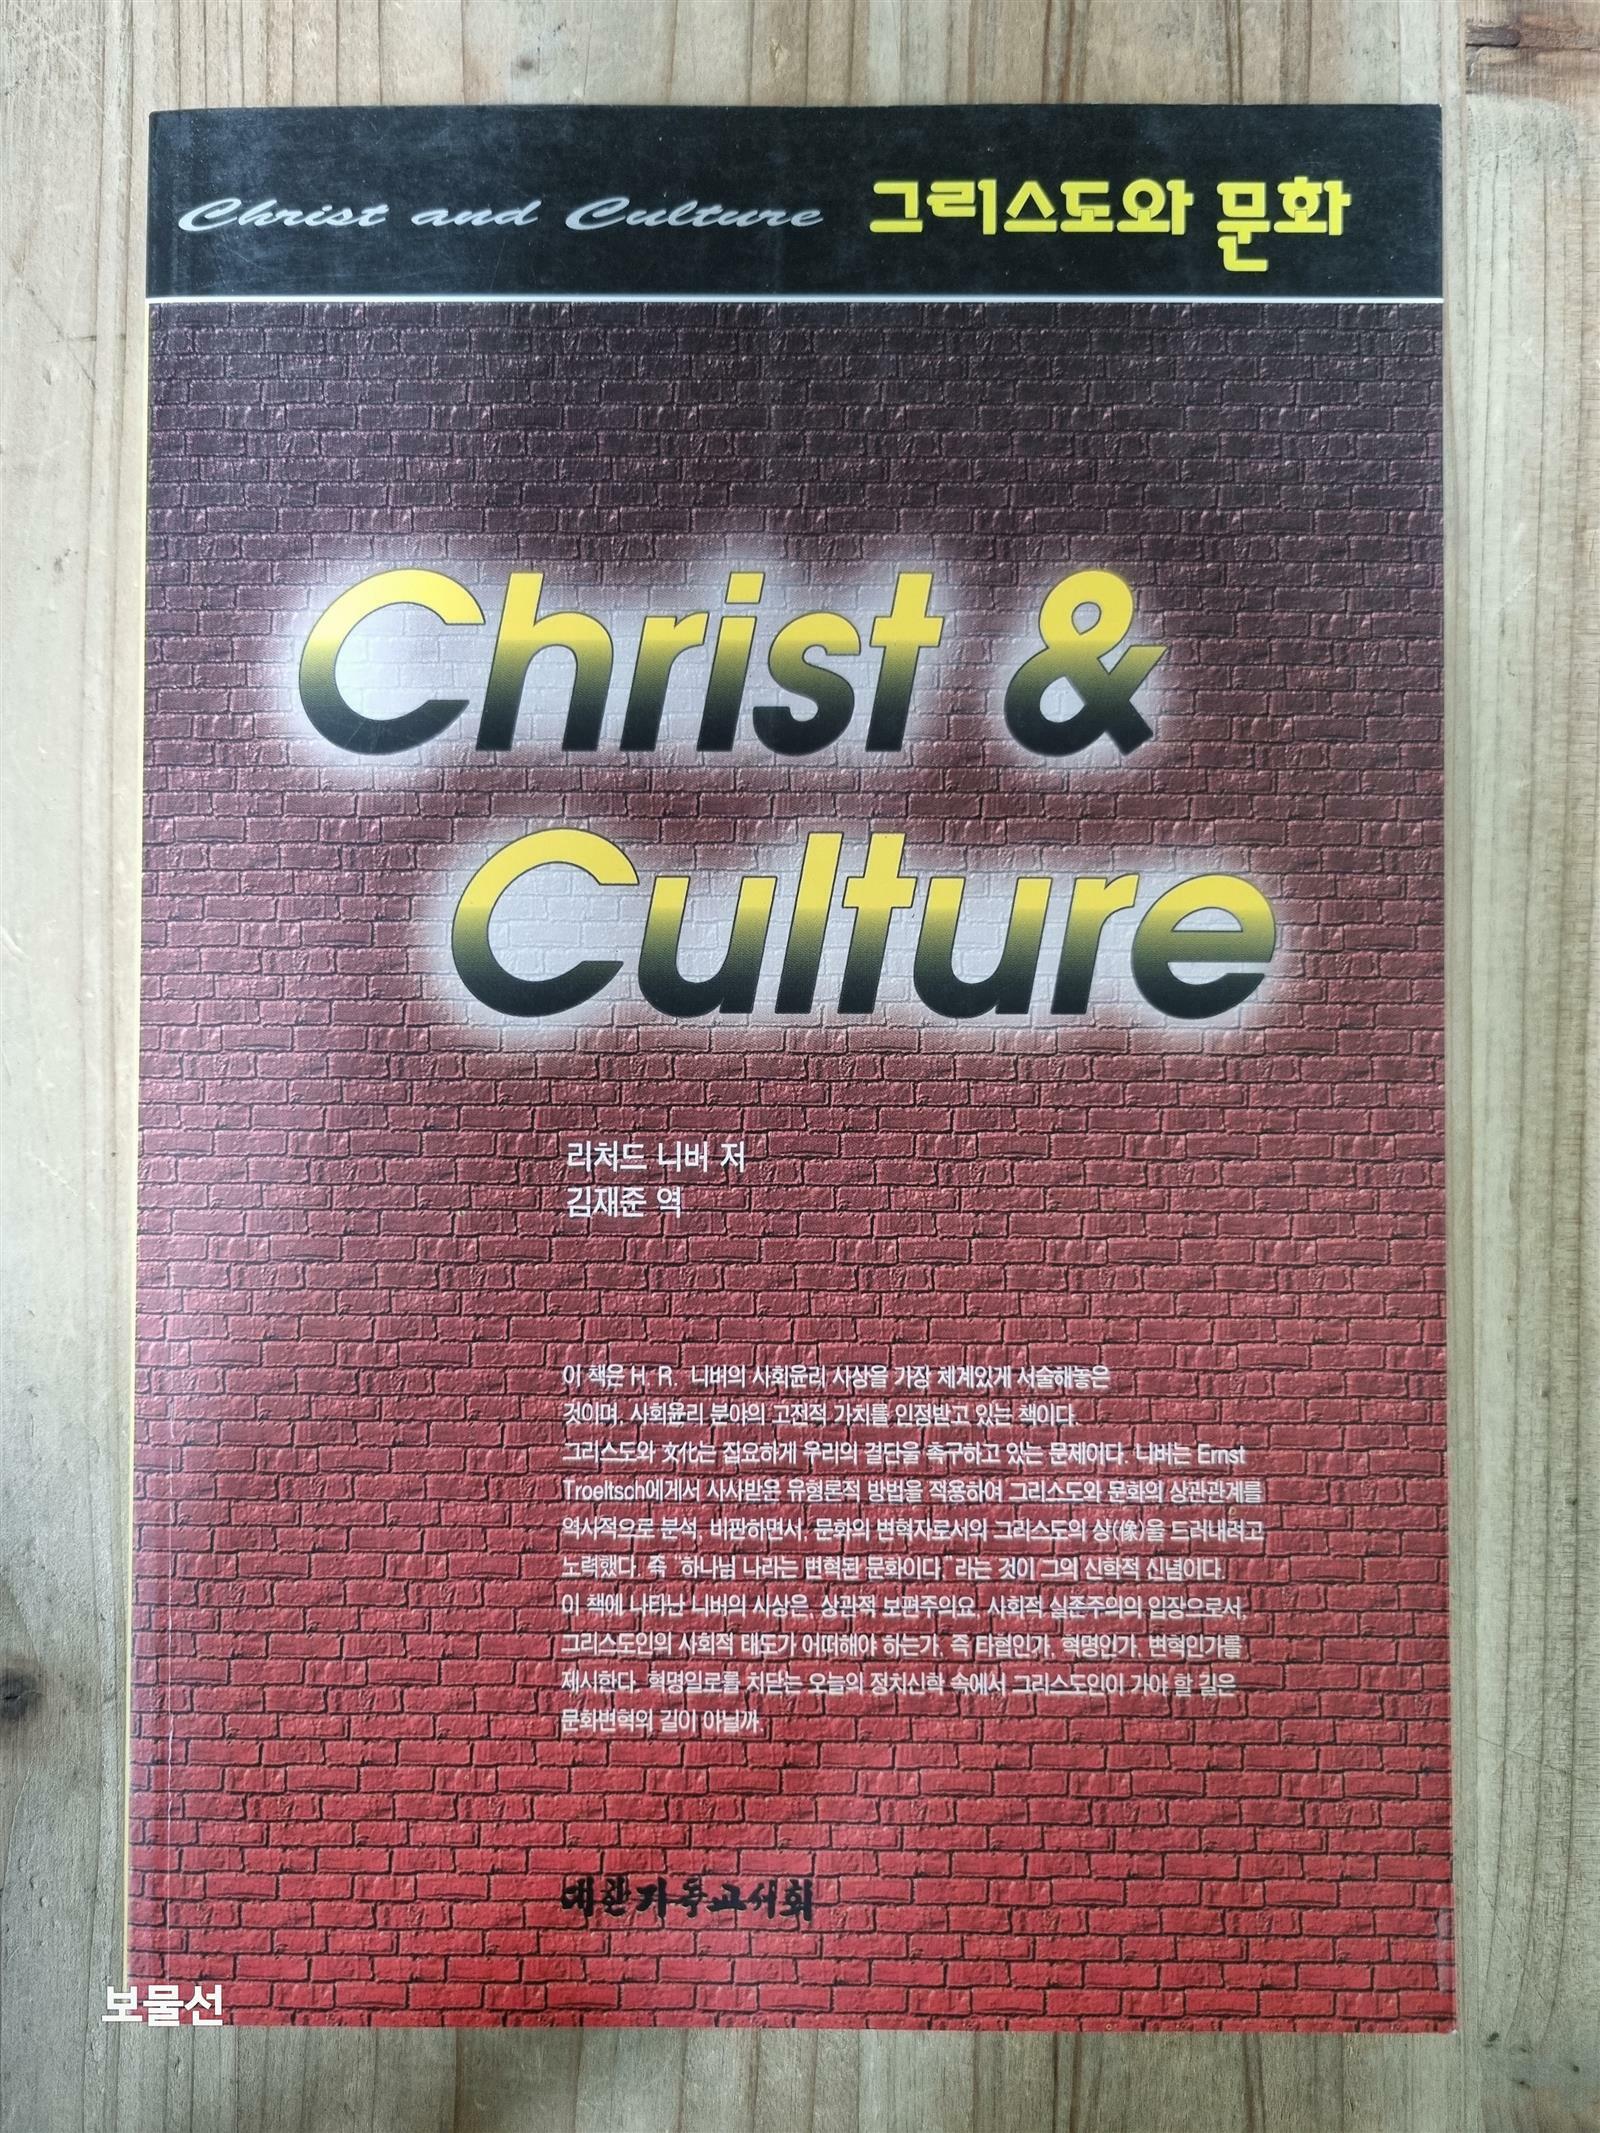 Christ and Culture 그리스도와 문화
Christ &
Culture
리처드 니버 저
김재준 역
이 책은 H. R. 니버의 사회윤리 사상을 가장 체계있게 서술해놓은
것이며, 사회윤리 분야의 고전적 가치를 인정받고 있는 책이다.
그리스도와 文化는 집요하게 우리의 결단을 촉구하고 있는 문제이다. 니버는 Ernst
Troeltsch에게서 사사받은 유형론적 방법을 적용하여 그리스도와 문화의 상관관계를
역사적으로 분석, 비판하면서, 문화의 변혁자로서의 그리스도의 상(像)을 드러내려고
노력했다. 즉 “하나님 나라는 변혁된 문화이다.”라는 것이 그의 신학적 신념이다.
이 책에 나타난 니버의 사상은, 상관적 보편주의요, 사회적 실존주의의 입장으로서,
그리스도인의 사회적 태도가 어떠해야 하는가, 즉 타협인가, 혁명인가, 변혁인가를
제시한다. 혁명일로를 치닫는 오늘의 정치신학 속에서 그리스도인이 가야 할 길은
문화변혁의 길이 아닐까.
대한기독교서회
보물선